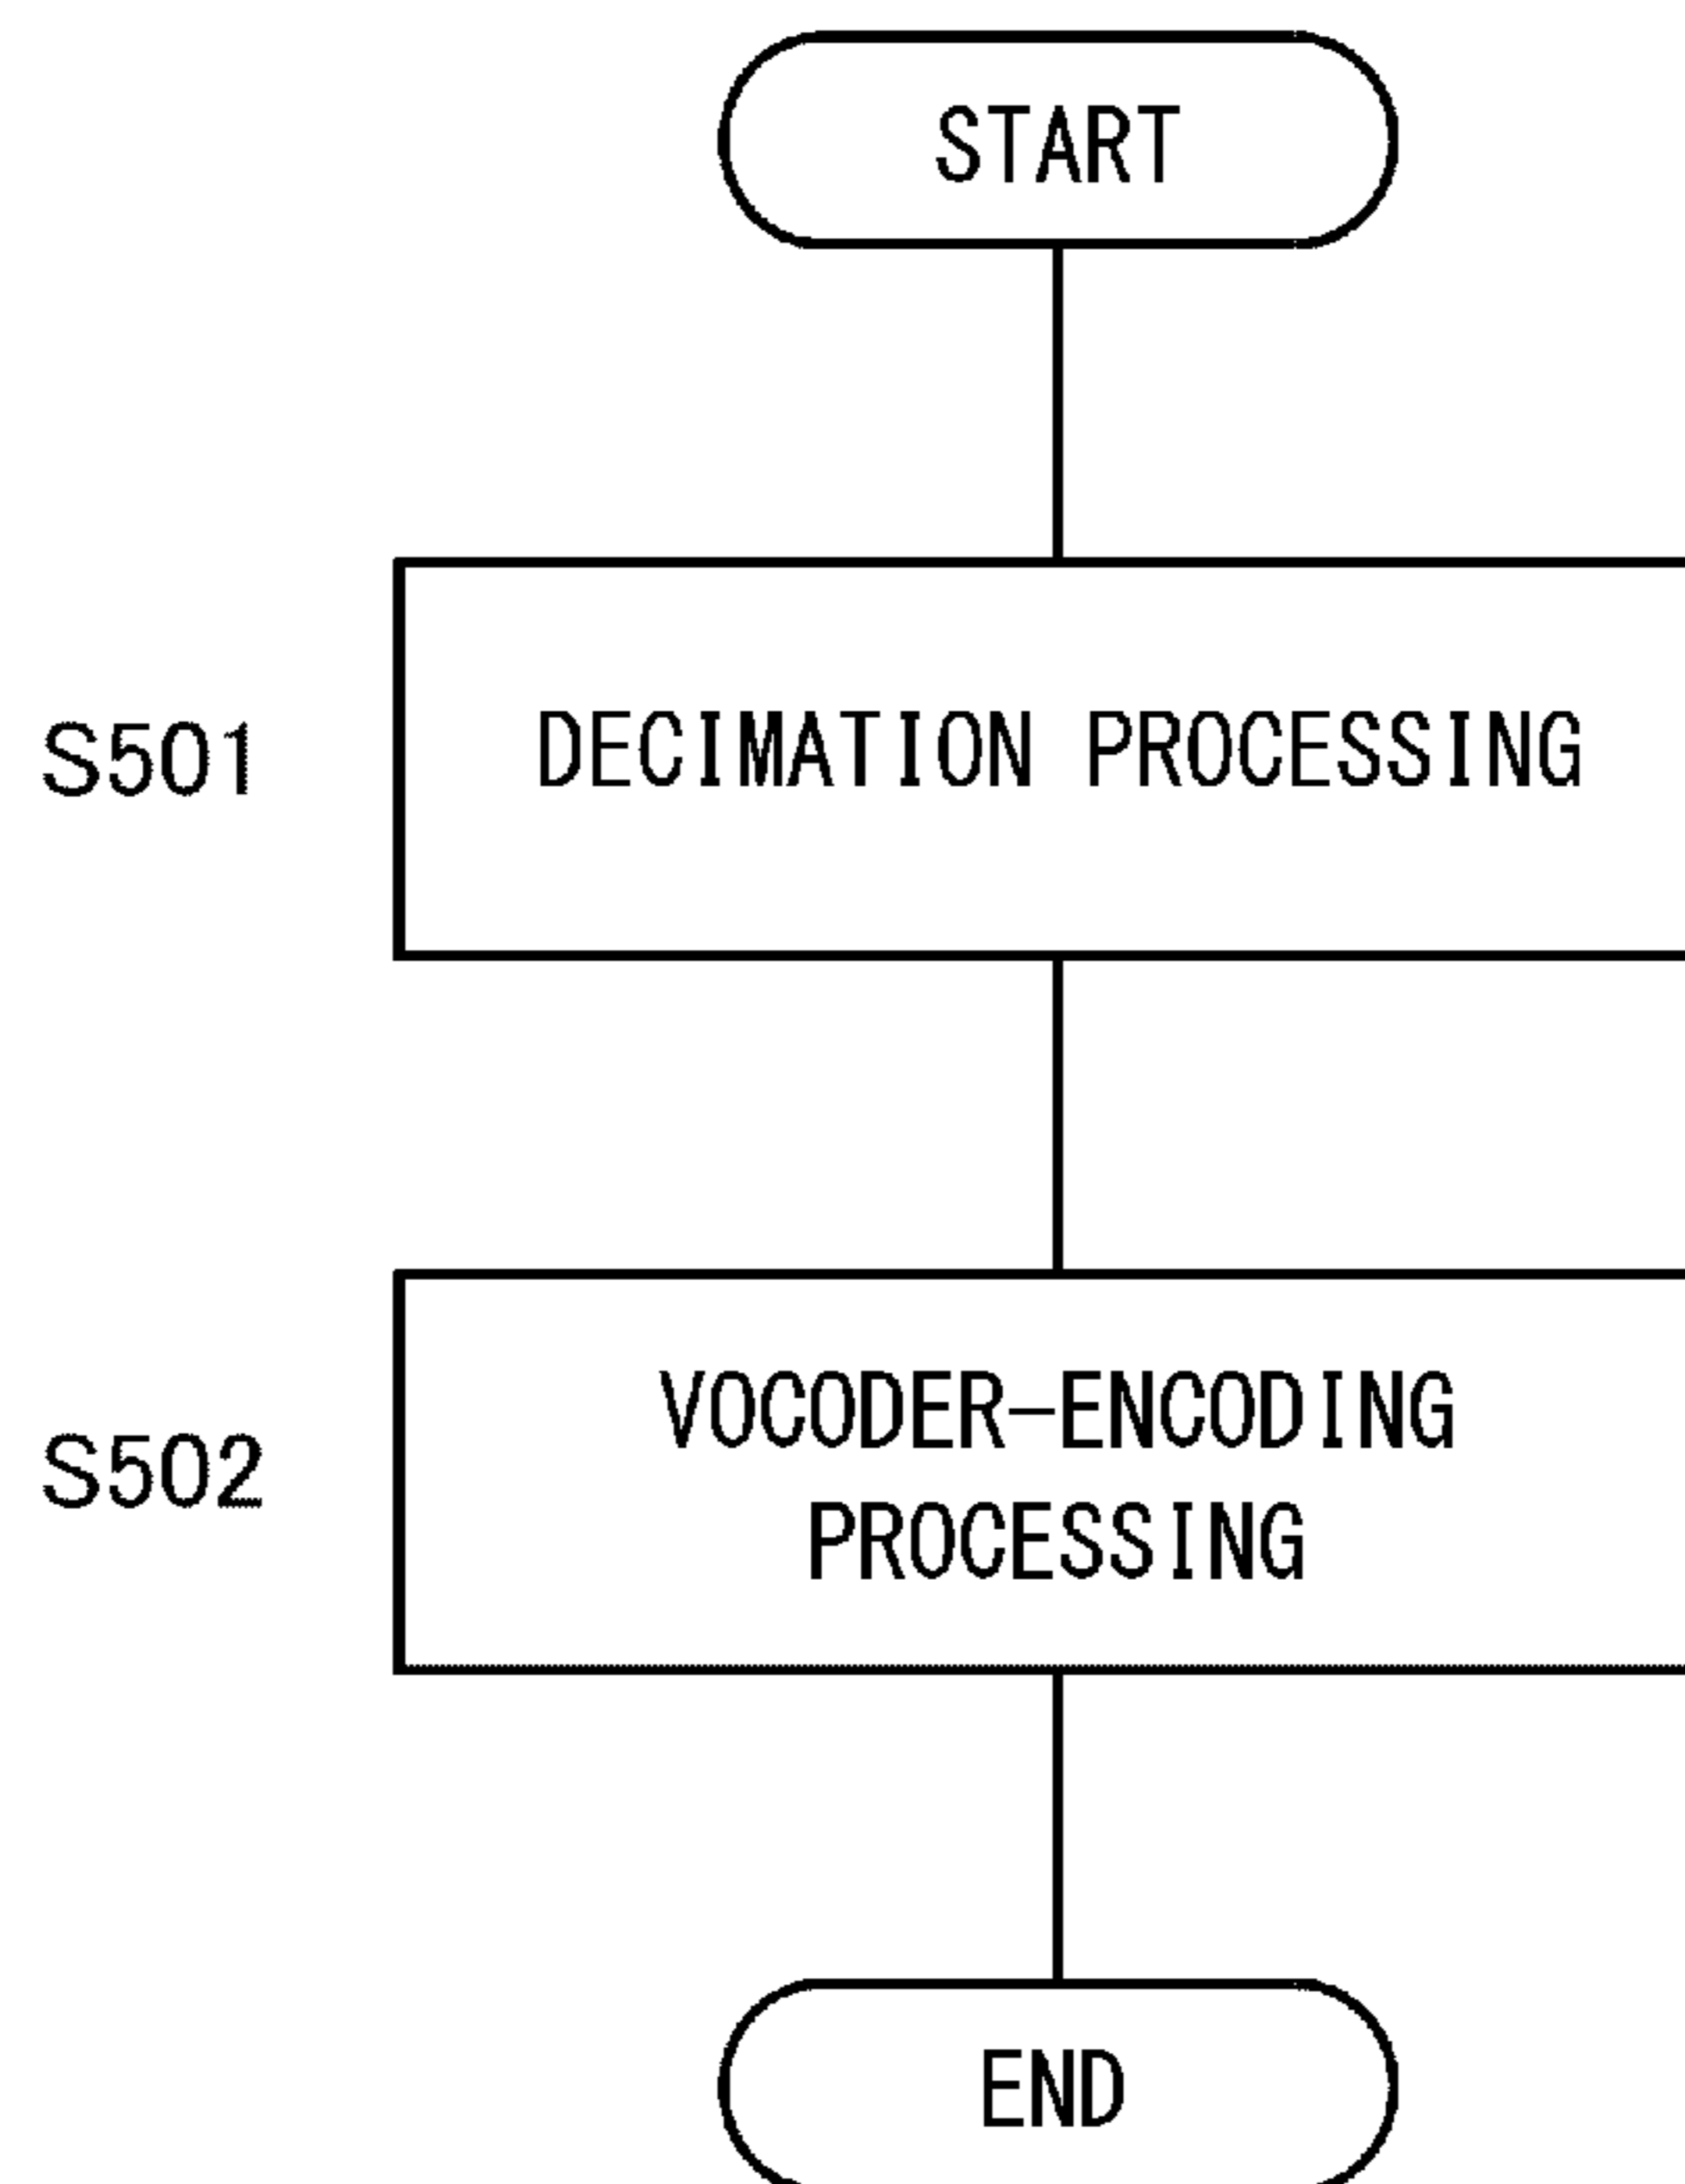 START
S501
DECIMATION PROCESSING
S502
VOCODER-ENCODING
PROCESSING
END